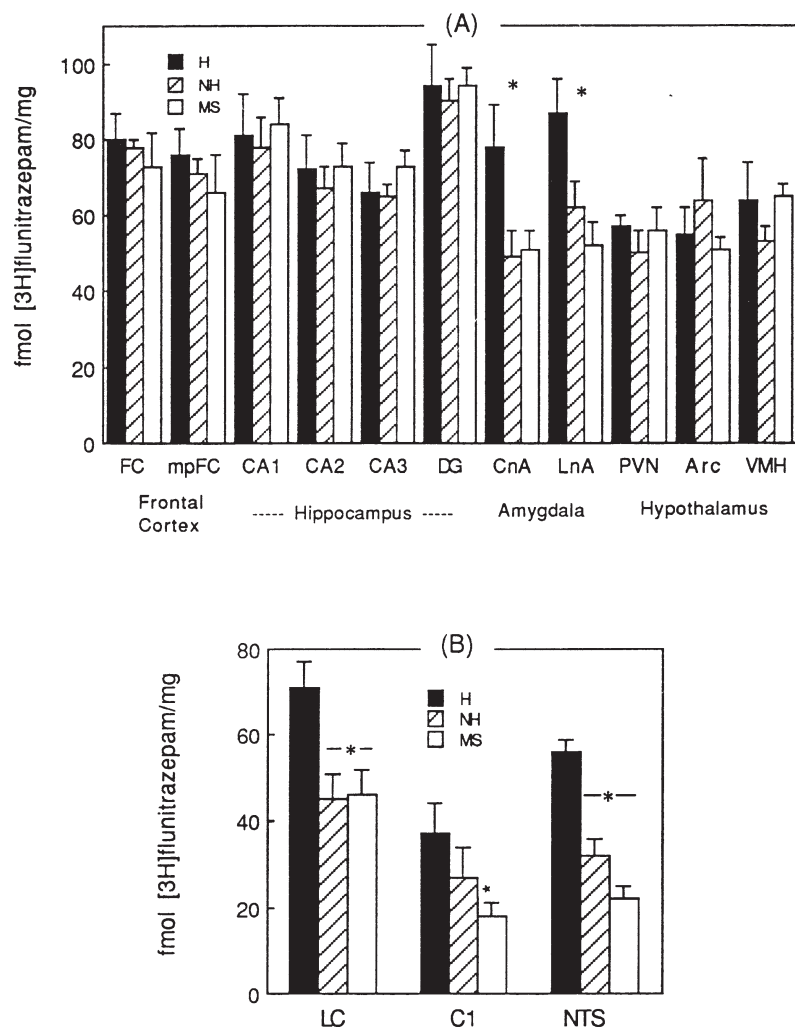 (A)
fmol [3H]flunitrazepam/mg
100
80
60
40
20
0
H
NH
MS
*
*
FC mpFC CA1 CA2 CA3 DG CnA LnA PVN Arc VMH
Frontal Cortex
----- Hippocampus -----
Amygdala
Hypothalamus
(B)
fmol [3H]flunitrazepam/mg
80
60
40
20
0
H
NH
MS
*
*
*
LC C1 NTS